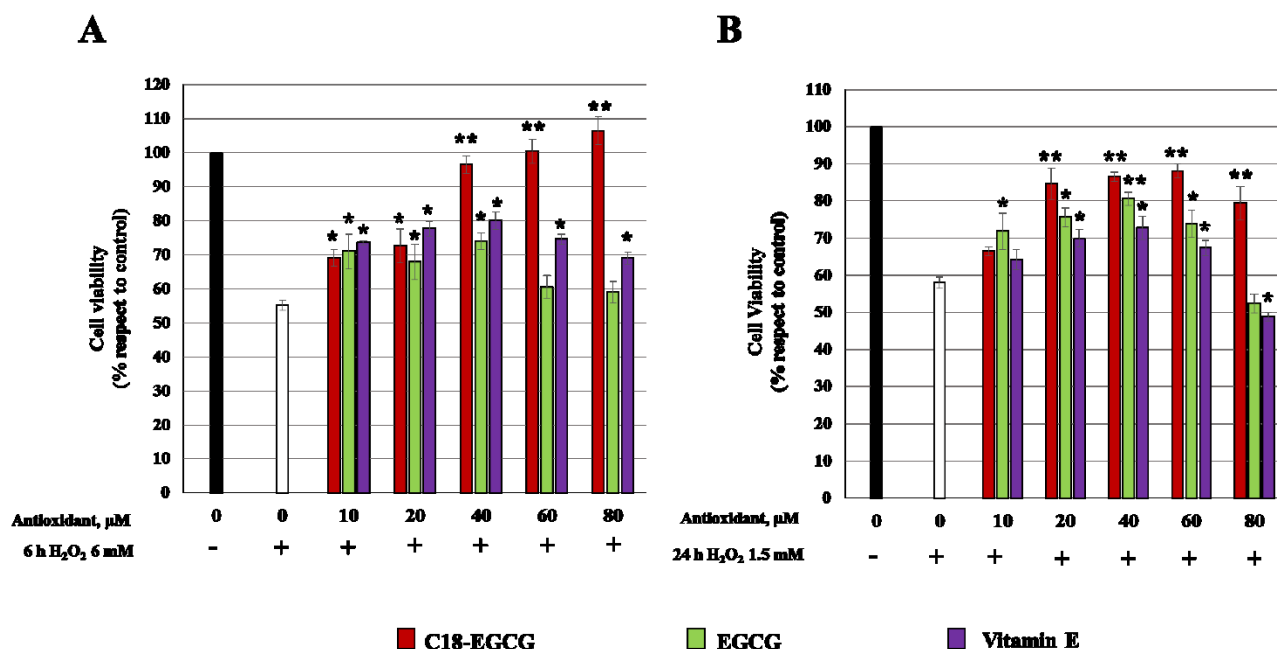 A
B
Cell viability
(% respect to control)
120
110
100
90
80
70
60
50
40
30
20
10
0
** ** **
* * * * * * * * * *
Antioxidant, μM 0 0 10 20 40 60 80
6 h H₂O₂ 6 mM - + + + + + +
Cell Viability
(% respect to control)
110
100
90
80
70
60
50
40
30
20
10
0
** ** ** ** **
* * * * * * *
Antioxidant, μM 0 0 10 20 40 60 80
24 h H₂O₂ 1.5 mM - + + + + + +
C18-EGCG EGCG Vitamin E